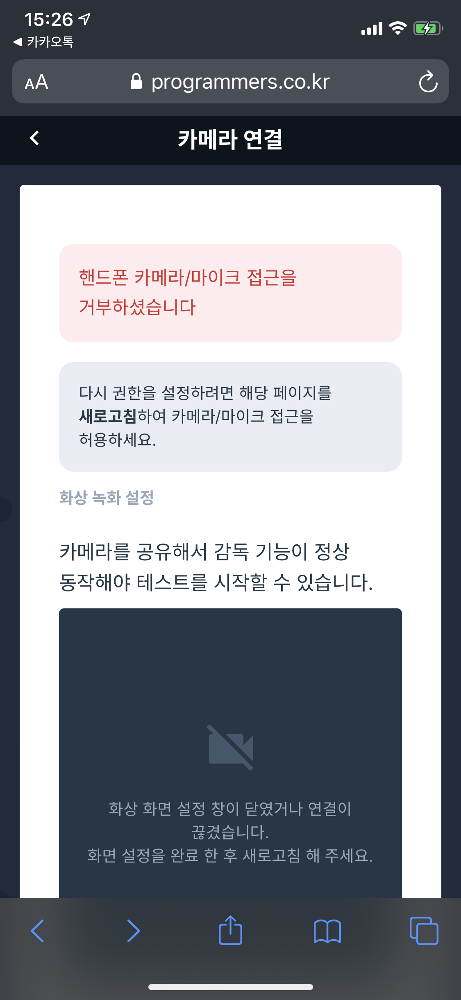 15:26
카카오톡
AA
programmers.co.kr
카메라 연결
핸드폰 카메라/마이크 접근을
거부하셨습니다
다시 권한을 설정하려면 해당 페이지를
새로고침하여 카메라/마이크 접근을
허용하세요.
화상 녹화 설정
카메라를 공유해서 감독 기능이 정상
동작해야 테스트를 시작할 수 있습니다.
화상 화면 설정 창이 닫였거나 연결이
끊겼습니다.
화면 설정을 완료 한 후 새로고침 해 주세요.